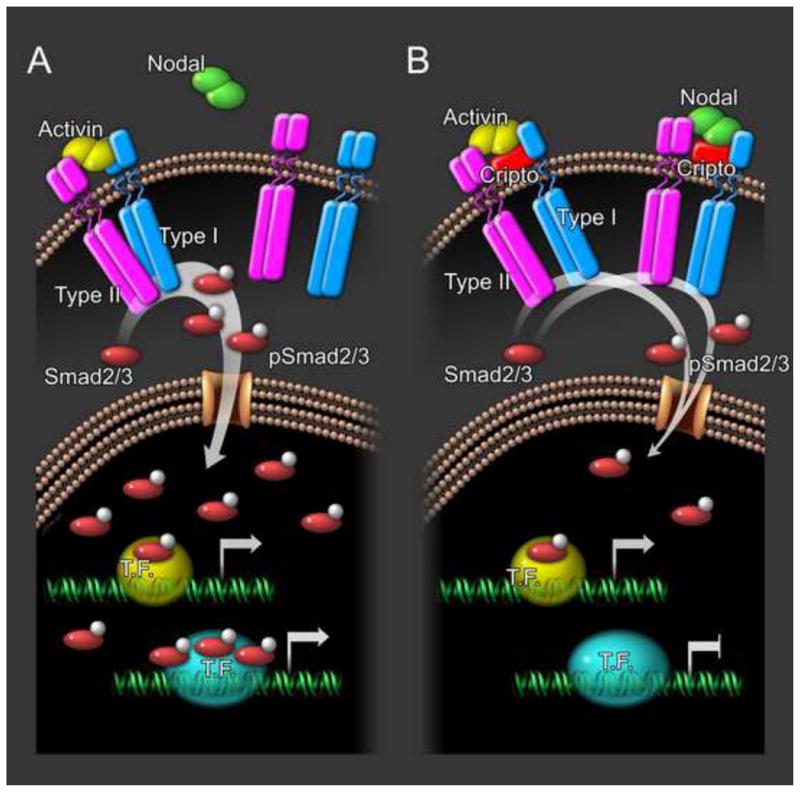 A
Nodal
Activin
Type I
Type II
Smad2/3
pSmad2/3
T.F.
T.F.
B
Activin
Nodal
Cripto
Cripto
Type I
Type II
Smad2/3
pSmad2/3
T.F.
T.F.